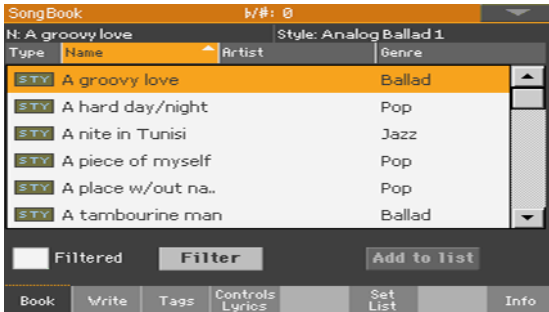 SongBook ♭/#: 0
N: A groovy love Style: Analog Ballad 1
Type Name Artist Genre
STY A groovy love Ballad
STY A hard day/night Pop
STY A nite in Tunisi Jazz
STY A piece of myself Pop
STY A place w/out na.. Pop
STY A tambourine man Ballad
Filtered Filter Add to list
Book Write Tags Controls Lyrics Set List Info